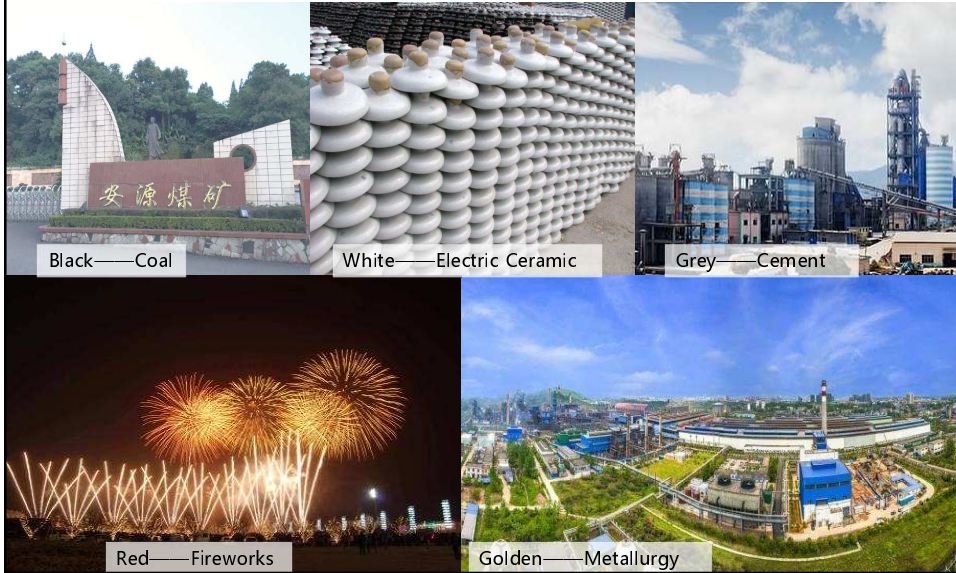 安源煤矿
Black——Coal
White——Electric Ceramic
Grey——Cement
Red——Fireworks
Golden——Metallurgy